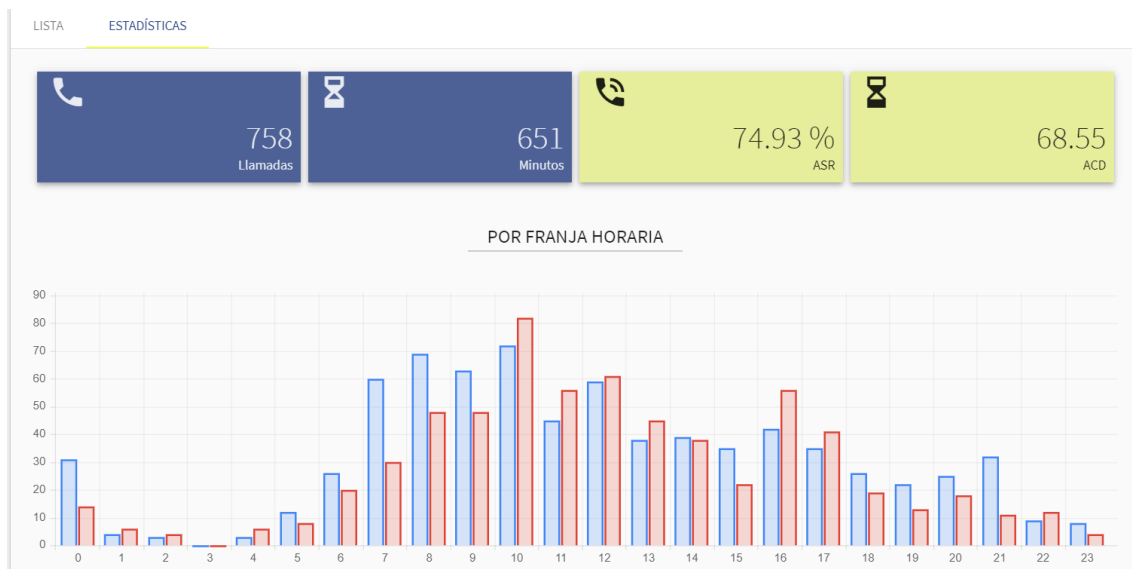 LISTA ESTADÍSTICAS
758 651 74.93 % 68.55
Llamadas Minutos ASR ACD
POR FRANJA HORARIA
90
80
70
60
50
40
30
20
10
0
0 1 2 3 4 5 6 7 8 9 10 11 12 13 14 15 16 17 18 19 20 21 22 23